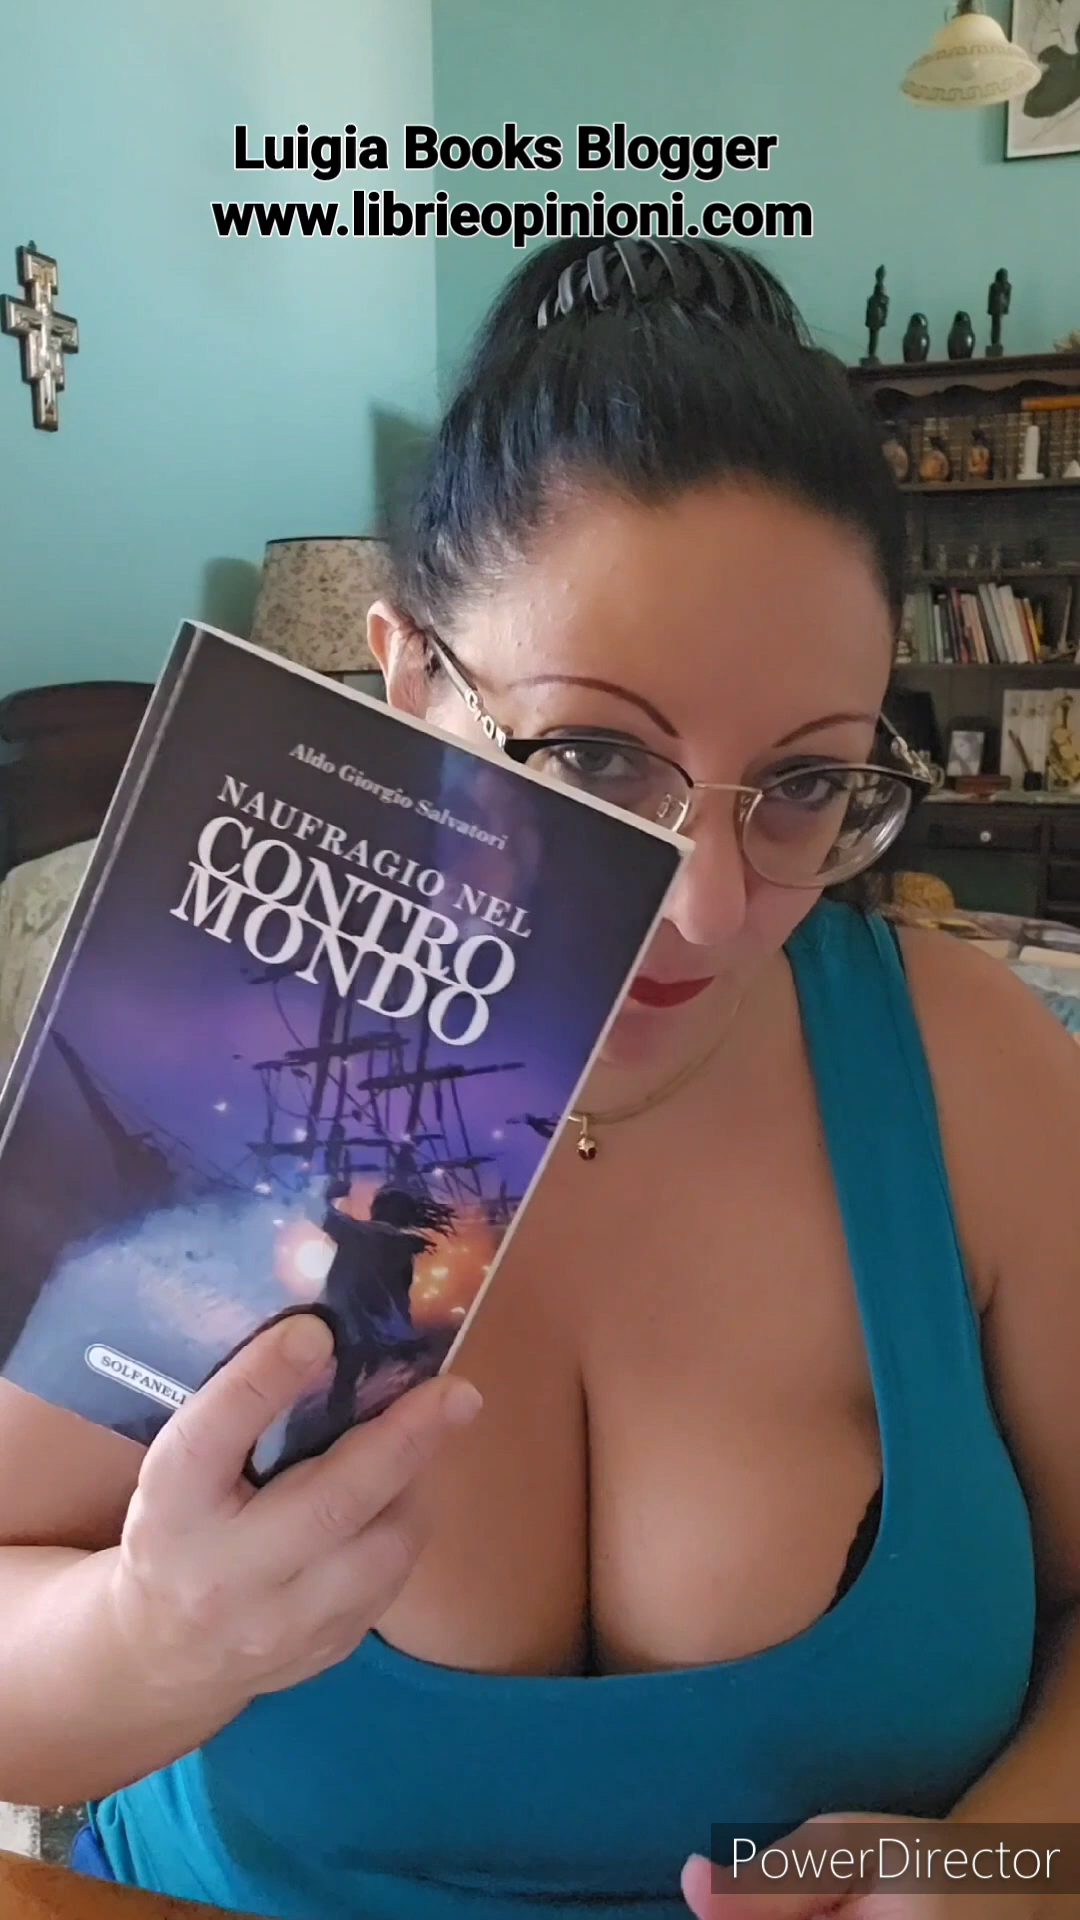 Luigia Books Blogger
www.librieopinioni.com
Aldo Giorgio Salvatori
NAUFRAGIO NEL
CONTRO
MONDO
PowerDirector